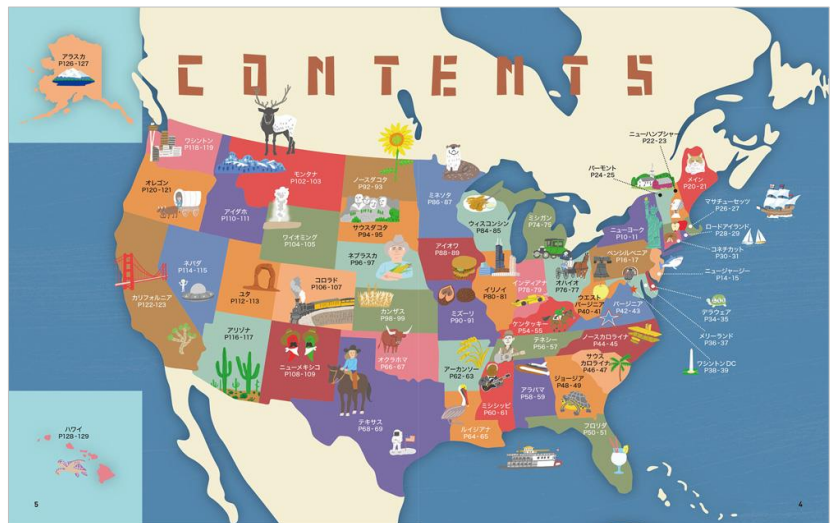 CONTENTS
アラスカ
P126-127
ワシントン
P118-119
オレゴン
P120-121
モンタナ
P102-103
アイダホ
P110-111
ノースダコタ
P92-93
サウスダコタ
P94-95
ワイオミング
P104-105
ネブラスカ
P96-97
ネバダ
P114-115
ユタ
P112-113
コロラド
P106-107
カンザス
P98-99
カリフォルニア
P122-125
アリゾナ
P116-117
ニューメキシコ
P108-109
オクラホマ
P66-67
テキサス
P68-69
ミネソタ
P86-87
ウィスコンシン
P84-85
ミシガン
P74-75
アイオワ
P88-89
イリノイ
P80-81
インディアナ
P78-79
オハイオ
P76-77
ミズーリ
P90-91
ケンタッキー
P54-55
テネシー
P56-57
アーカンソー
P62-63
ミシシッピ
P60-61
アラバマ
P58-59
ルイジアナ
P64-65
ジョージア
P48-49
フロリダ
P50-51
サウス
カロライナ
P46-47
ノースカロライナ
P44-45
ウエスト
バージニア
P40-41
バージニア
P42-43
ペンシルベニア
P16-17
ニューヨーク
P10-11
ニューハンプシャー
P22-23
バーモント
P24-25
メイン
P20-21
マサチューセッツ
P26-27
ロードアイランド
P28-29
コネチカット
P30-31
ニュージャージー
P14-15
デラウェア
P34-35
メリーランド
P36-37
ワシントンDC
P38-39
ハワイ
P128-129
5
4